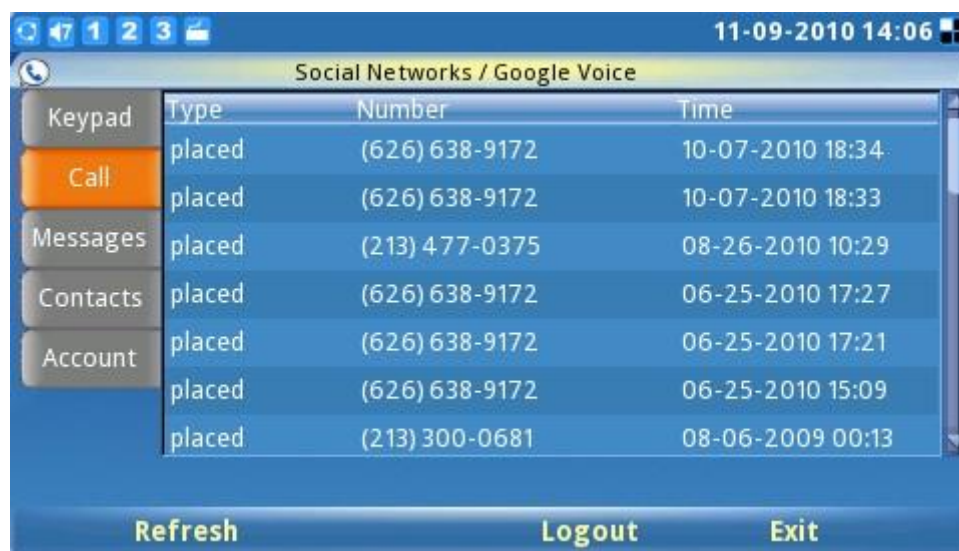 47 1 2 3 11-09-2010 14:06
Social Networks / Google Voice
Keypad
Call
Messages
Contacts
Account
Type Number Time
placed (626) 638-9172 10-07-2010 18:34
placed (626) 638-9172 10-07-2010 18:33
placed (213) 477-0375 08-26-2010 10:29
placed (626) 638-9172 06-25-2010 17:27
placed (626) 638-9172 06-25-2010 17:21
placed (626) 638-9172 06-25-2010 15:09
placed (213) 300-0681 08-06-2009 00:13
Refresh Logout Exit